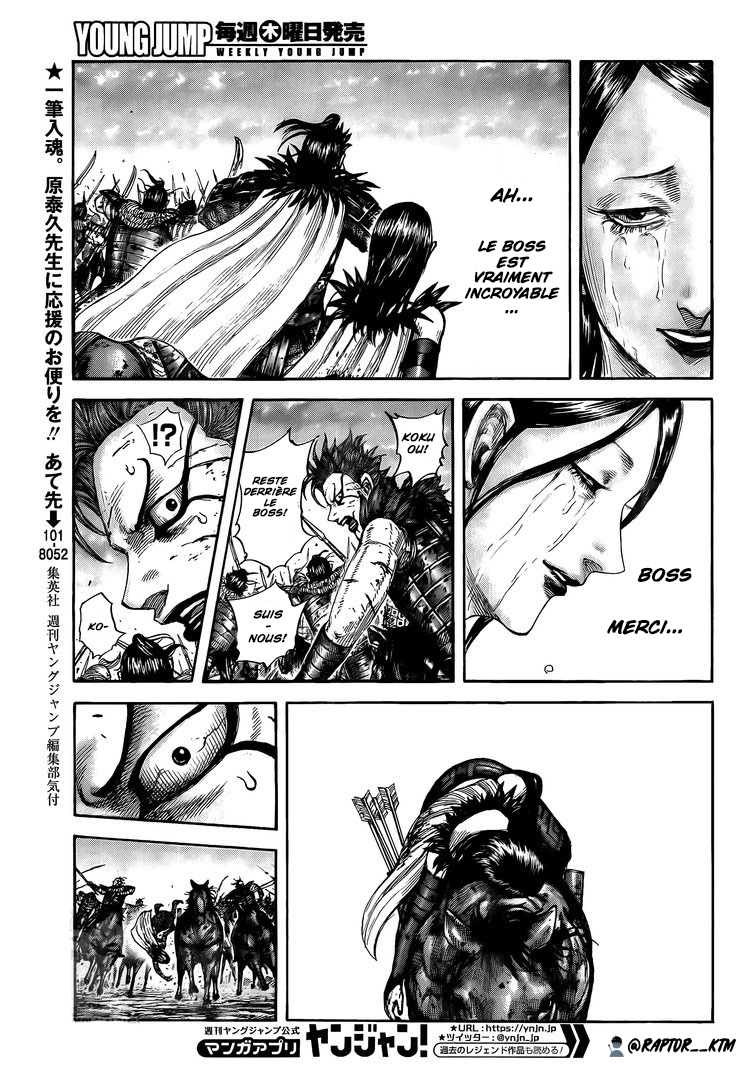 YOUNG JUMP 毎週木曜日発売
WEEKLY YOUNG JUMP
★一筆入魂。原泰久先生に応援のお便りを!! あて先➡101-8052 集英社 週刊ヤングジャンプ編集部気付
AH...
LE BOSS
EST
VRAIMENT
INCROYABLE
...
BOSS
MERCI...
KOKU
OU!
RESTE
DERRIÈRE
LE
BOSS!
SUIS
-
NOUS!
!?
KO-
週刊ヤングジャンプ公式
マンガアプリ
ヤンジャン!
★URL:https://ynjn.jp
★ツイッター:@ynjn_jp
過去のレジェンド作品も読める!
@RAPTOR__KTM